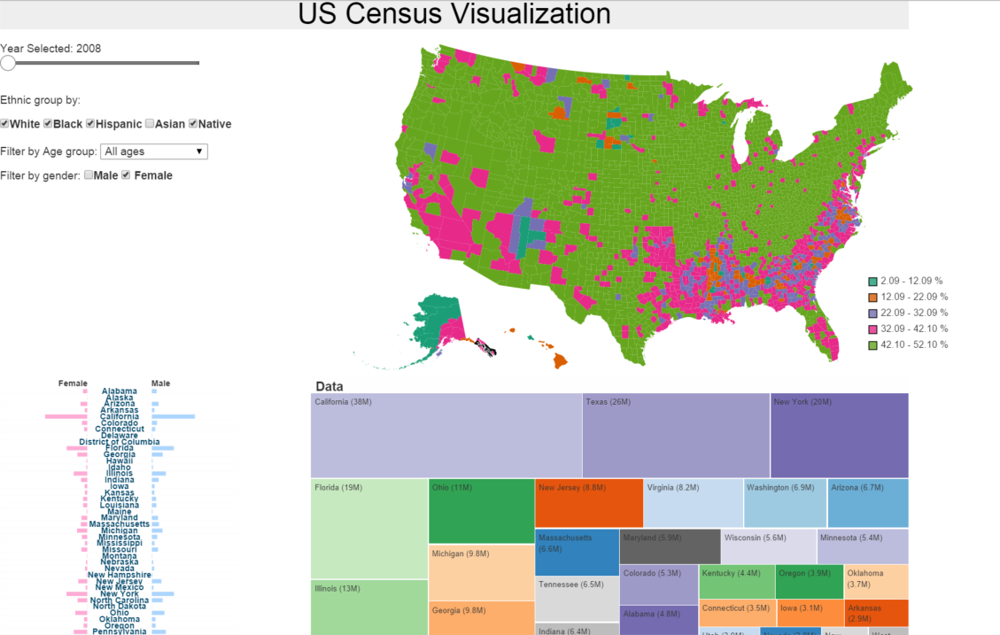 US Census Visualization
Year Selected: 2008
Ethnic group by:
White Black Hispanic Asian Native
Filter by Age group: All ages
Filter by gender: Male Female
2.09 - 12.09 %
12.09 - 22.09 %
22.09 - 32.09 %
32.09 - 42.10 %
42.10 - 52.10 %
Female Male
Alabama
Alaska
Arizona
Arkansas
California
Colorado
Connecticut
Delaware
District of Columbia
Florida
Georgia
Hawaii
Idaho
Illinois
Indiana
Iowa
Kansas
Kentucky
Louisiana
Maine
Maryland
Massachusetts
Michigan
Minnesota
Mississippi
Missouri
Montana
Nebraska
Nevada
New Hampshire
New Jersey
New Mexico
New York
North Carolina
North Dakota
Ohio
Oklahoma
Oregon
Pennsylvania
Data
California (38M)
Texas (26M)
New York (20M)
Florida (19M)
Ohio (11M)
New Jersey (8.8M)
Virginia (8.2M)
Washington (6.9M)
Arizona (6.7M)
Massachusetts
(6.6M)
Maryland (5.9M)
Wisconsin (5.6M)
Minnesota (5.4M)
Michigan (9.8M)
Colorado (5.3M)
Kentucky (4.4M)
Oregon (3.9M)
Oklahoma
(3.7M)
Illinois (13M)
Tennessee (6.5M)
Georgia (9.8M)
Alabama (4.8M)
Connecticut (3.5M)
Iowa (3.1M)
Arkansas
(2.9M)
Indiana (6.4M)